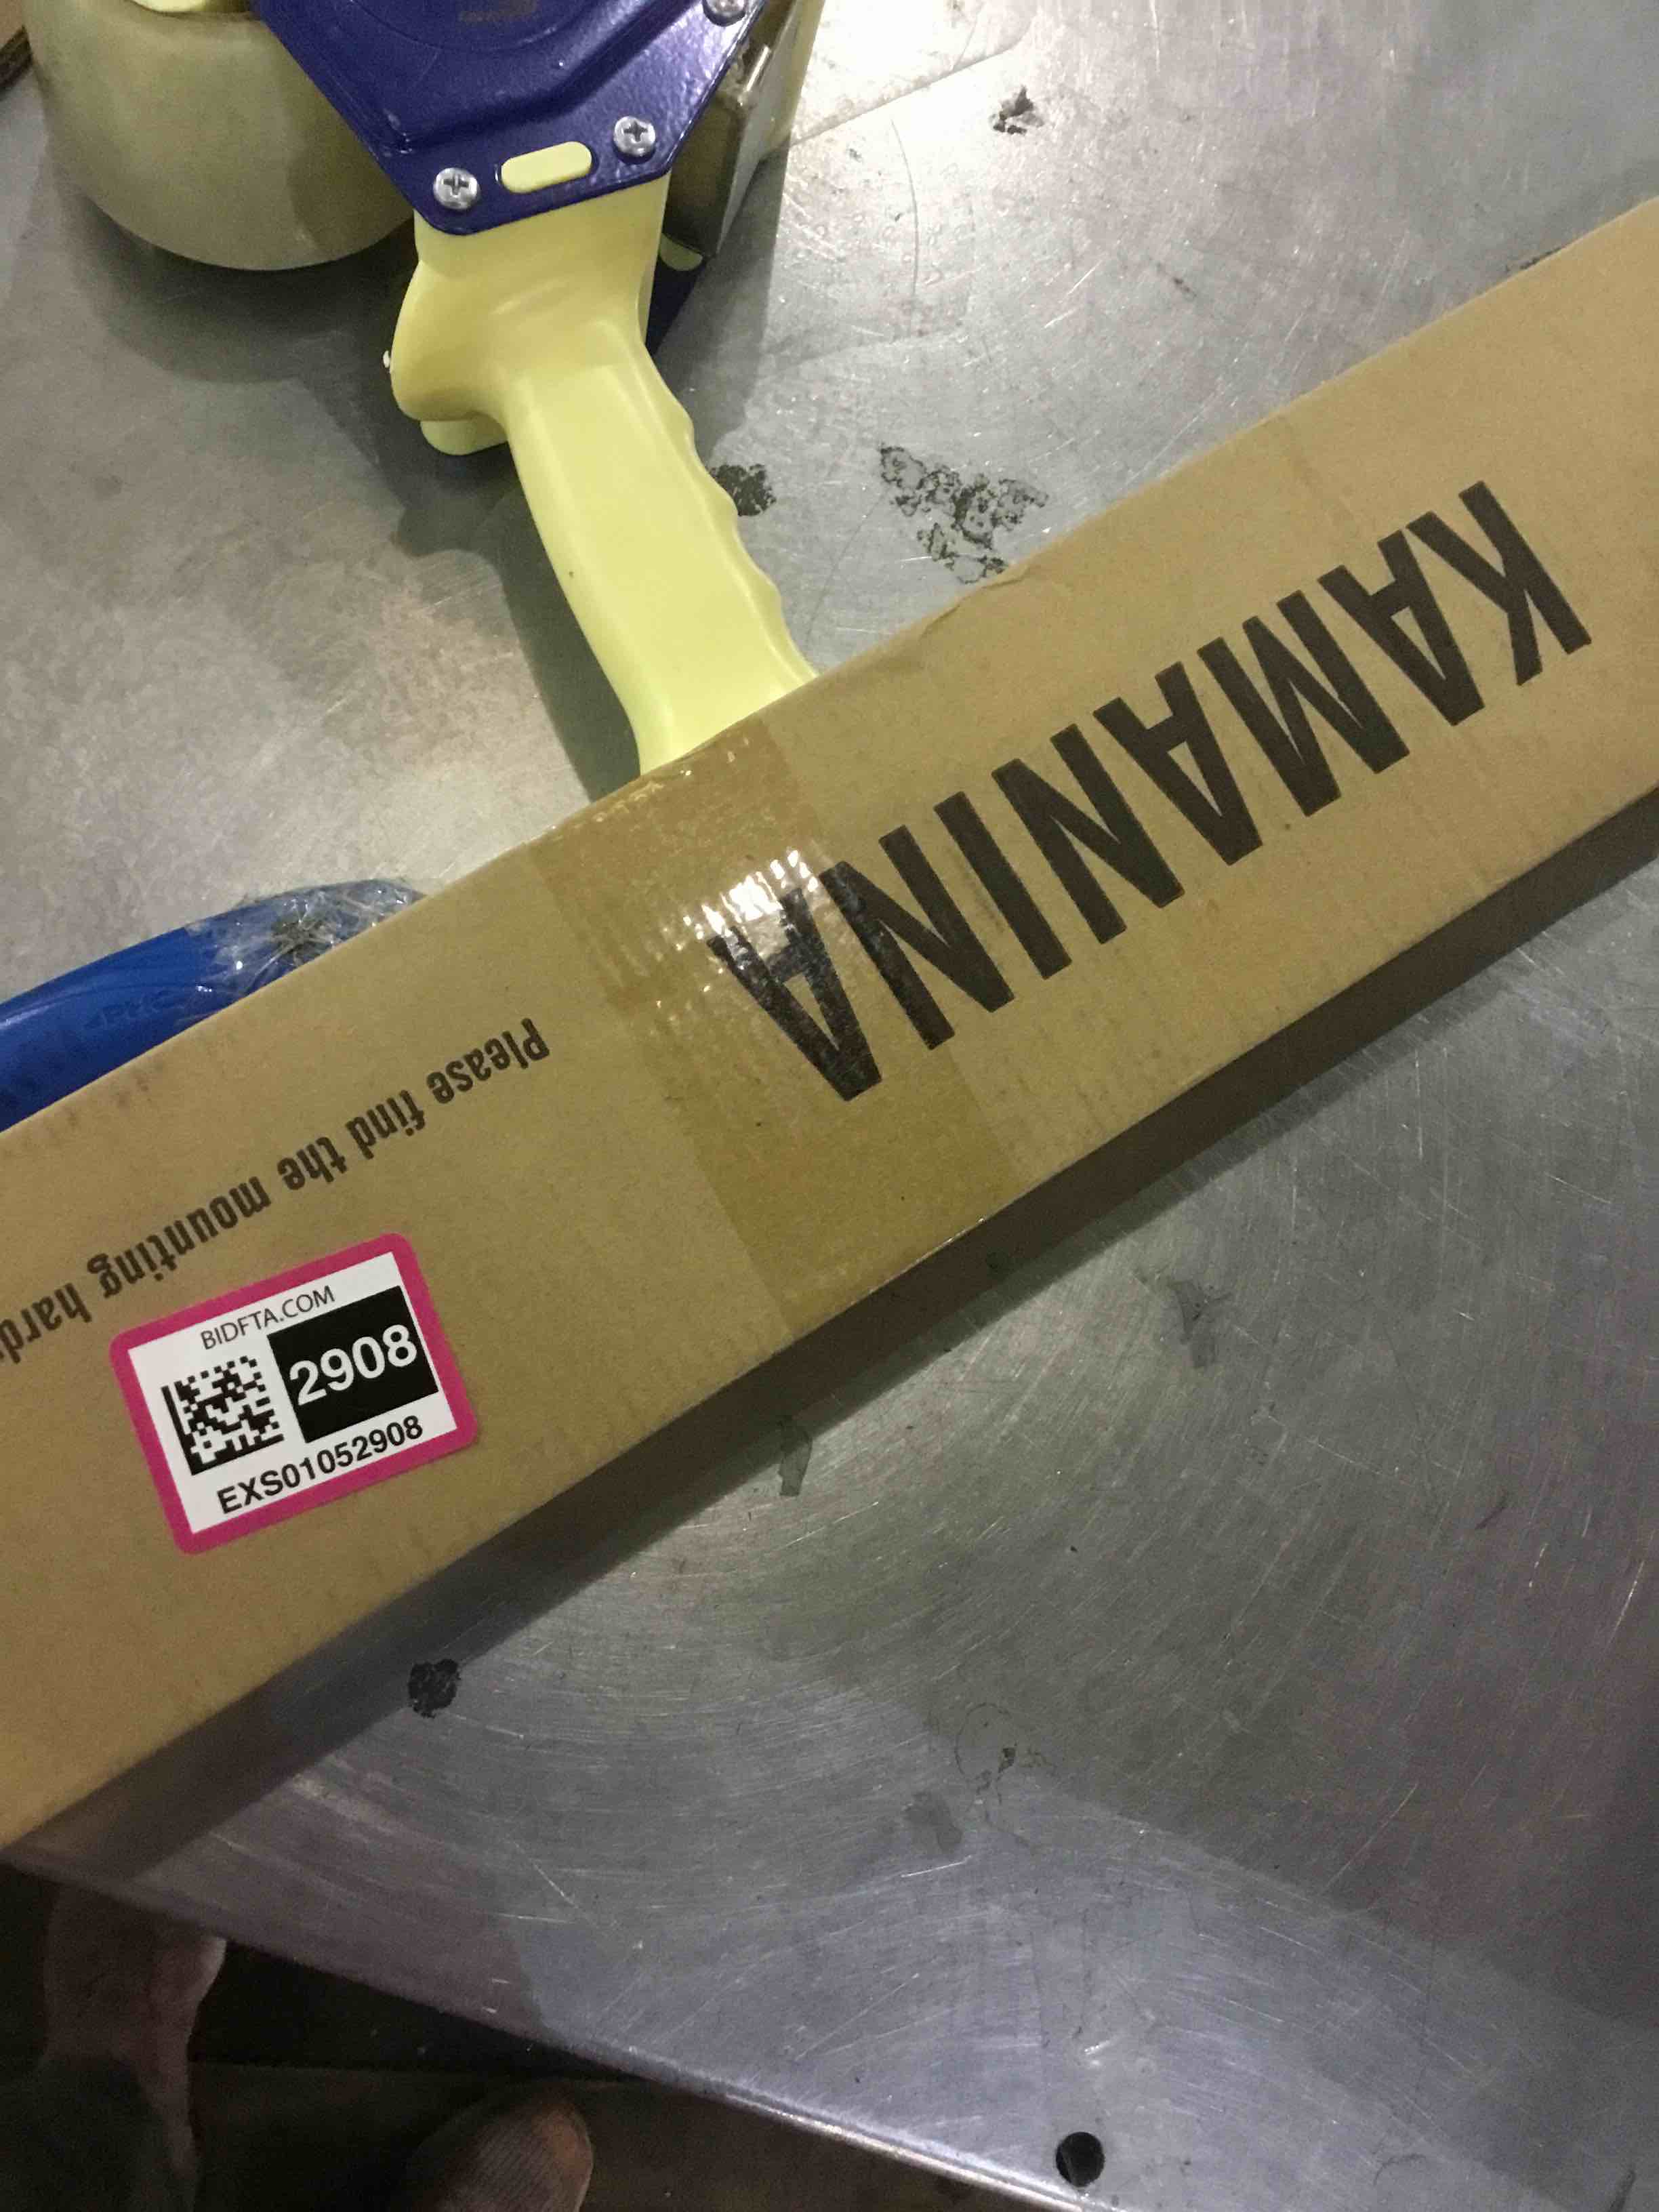 KAMANINA
Please find the mounting hard
BIDFTA.COM
2908
EXS01052908